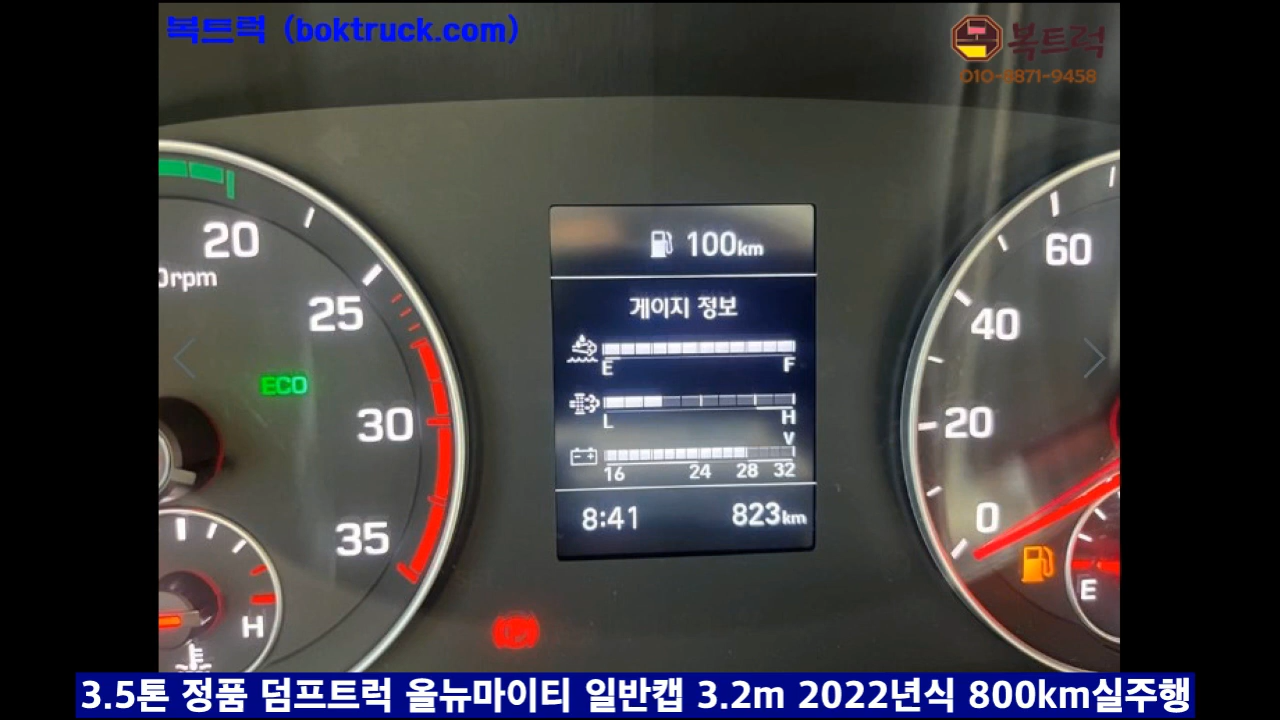 복트럭 (boktruck.com)
복트럭
010-8871-9458
20
0rpm
25
ECO
30
35
H
100km
게이지 정보
E F
L H
V
16 24 28 32
8:41 823km
60
40
20
0
E
3.5톤 정품 덤프트럭 올뉴마이티 일반캡 3.2m 2022년식 800km실주행